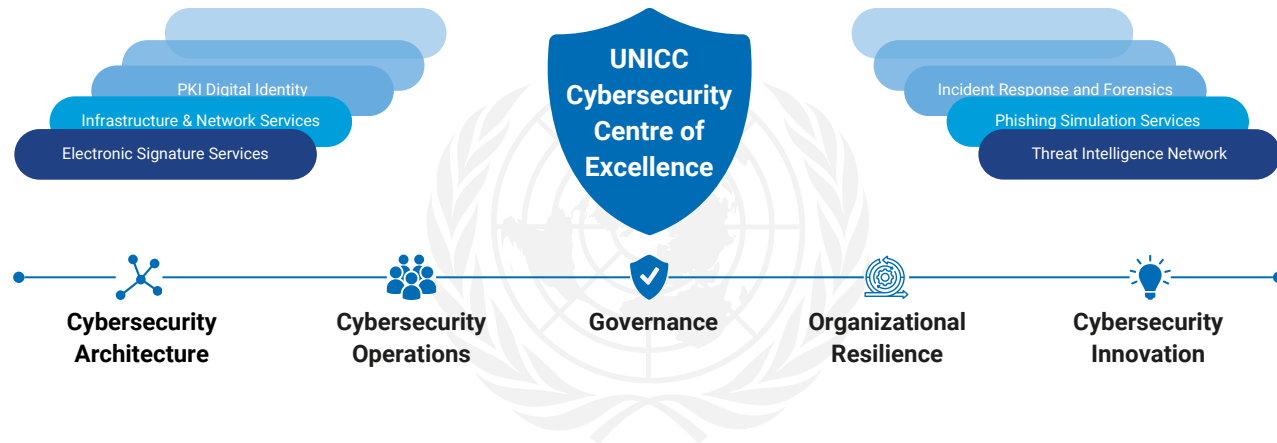 PKI Digital Identity
Infrastructure & Network Services
Electronic Signature Services
UNICC
Cybersecurity
Centre of
Excellence
Incident Response and Forensics
Phishing Simulation Services
Threat Intelligence Network
Cybersecurity
Architecture
Cybersecurity
Operations
Governance
Organizational
Resilience
Cybersecurity
Innovation